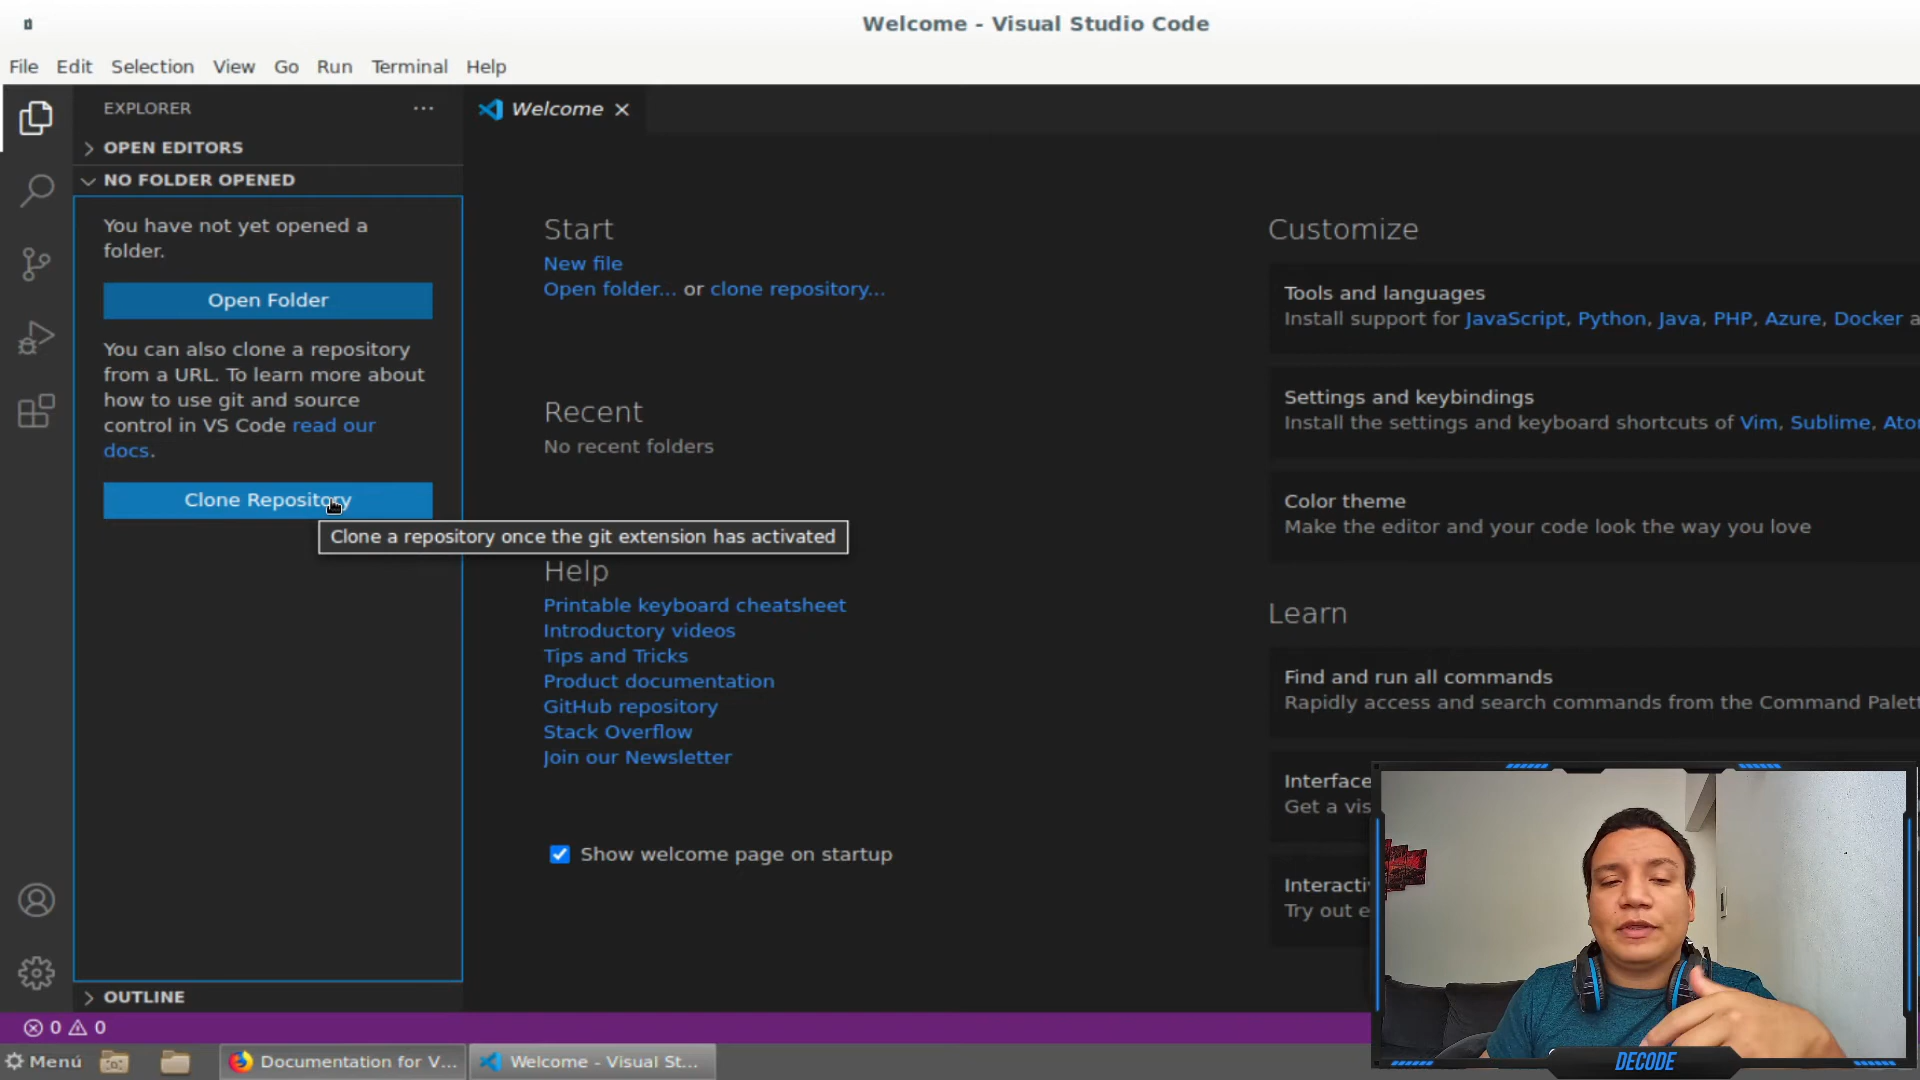 Welcome - Visual Studio Code
File Edit Selection View Go Run Terminal Help
EXPLORER ···
Welcome
OPEN EDITORS
NO FOLDER OPENED
You have not yet opened a
folder.
Open Folder
You can also clone a repository
from a URL. To learn more about
how to use git and source
control in VS Code read our
docs.
Clone Repository
Clone a repository once the git extension has activated
OUTLINE
Start
New file
Open folder... or clone repository...
Recent
No recent folders
Help
Printable keyboard cheatsheet
Introductory videos
Tips and Tricks
Product documentation
GitHub repository
Stack Overflow
Join our Newsletter
Show welcome page on startup
Customize
Tools and languages
Install support for JavaScript, Python, Java, PHP, Azure, Docker a
Settings and keybindings
Install the settings and keyboard shortcuts of Vim, Sublime, Ato
Color theme
Make the editor and your code look the way you love
Learn
Find and run all commands
Rapidly access and search commands from the Command Palet
Interface
Get a vis
Interacti
Try out e
DECODE
0 0
Menú
Documentation for V...
Welcome - Visual St...